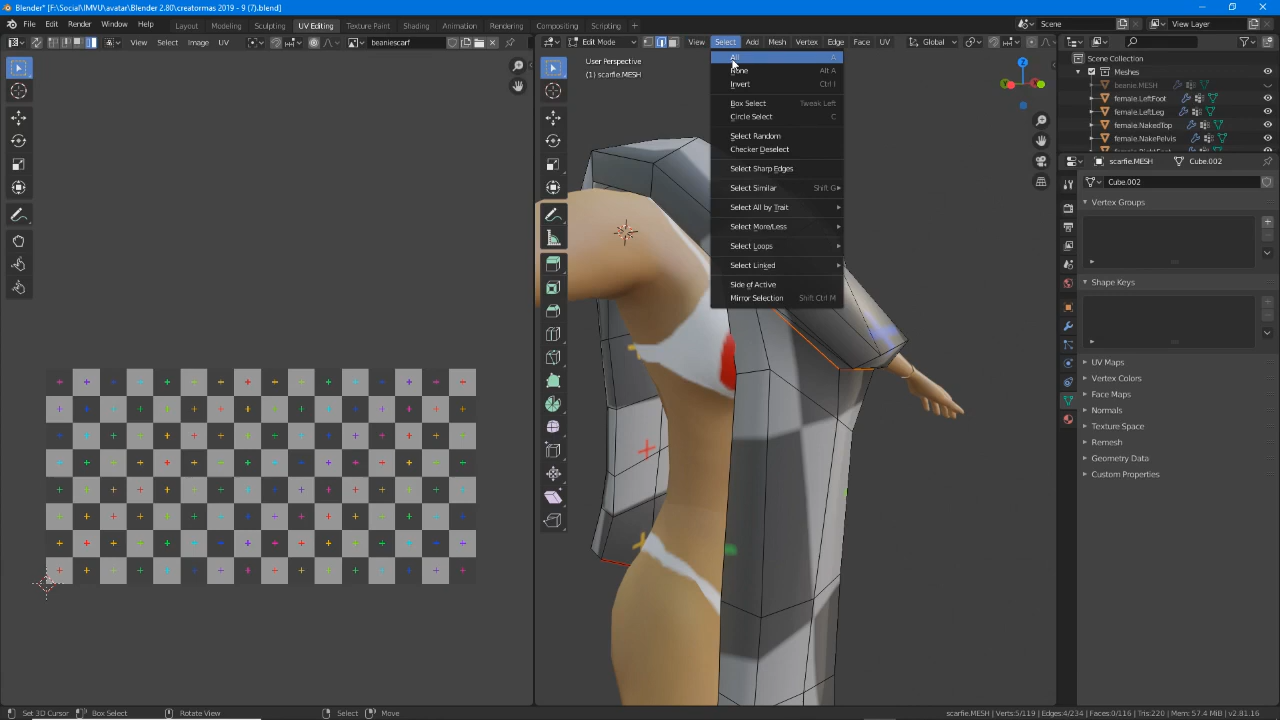 Blender* [F:\Social\IMVU\avatar\Blender 2.80\creatormas 2019 - 9 (7).blend]
File Edit Render Window Help Layout Modeling Sculpting UV Editing Texture Paint Shading Animation Rendering Compositing Scripting Scene View Layer
View Select Image UV beaniescarf Edit Mode View Select Add Mesh Vertex Edge Face UV Global
User Perspective
(1) scarfie.MESH
All A
None Alt A
Invert Ctrl I
Box Select Tweak Left
Circle Select C
Select Random
Checker Deselect
Select Sharp Edges
Select Similar Shift G
Select All by Trait
Select More/Less
Select Loops
Select Linked
Side of Active
Mirror Selection Shift Ctrl M
Z
Y
Scene Collection
Meshes
beanie.MESH
female.LeftFoot
female.LeftLeg
female.NakedTop
female.NakePelvis
scarfie.MESH Cube.002
Cube.002
Vertex Groups
Shape Keys
UV Maps
Vertex Colors
Face Maps
Normals
Texture Space
Remesh
Geometry Data
Custom Properties
Set 3D Cursor Box Select Rotate View Select Move scarfie.MESH | Verts:5/119 | Edges:4/234 | Faces:0/116 | Tris:220 | Mem: 57.4 MiB | v2.81.16